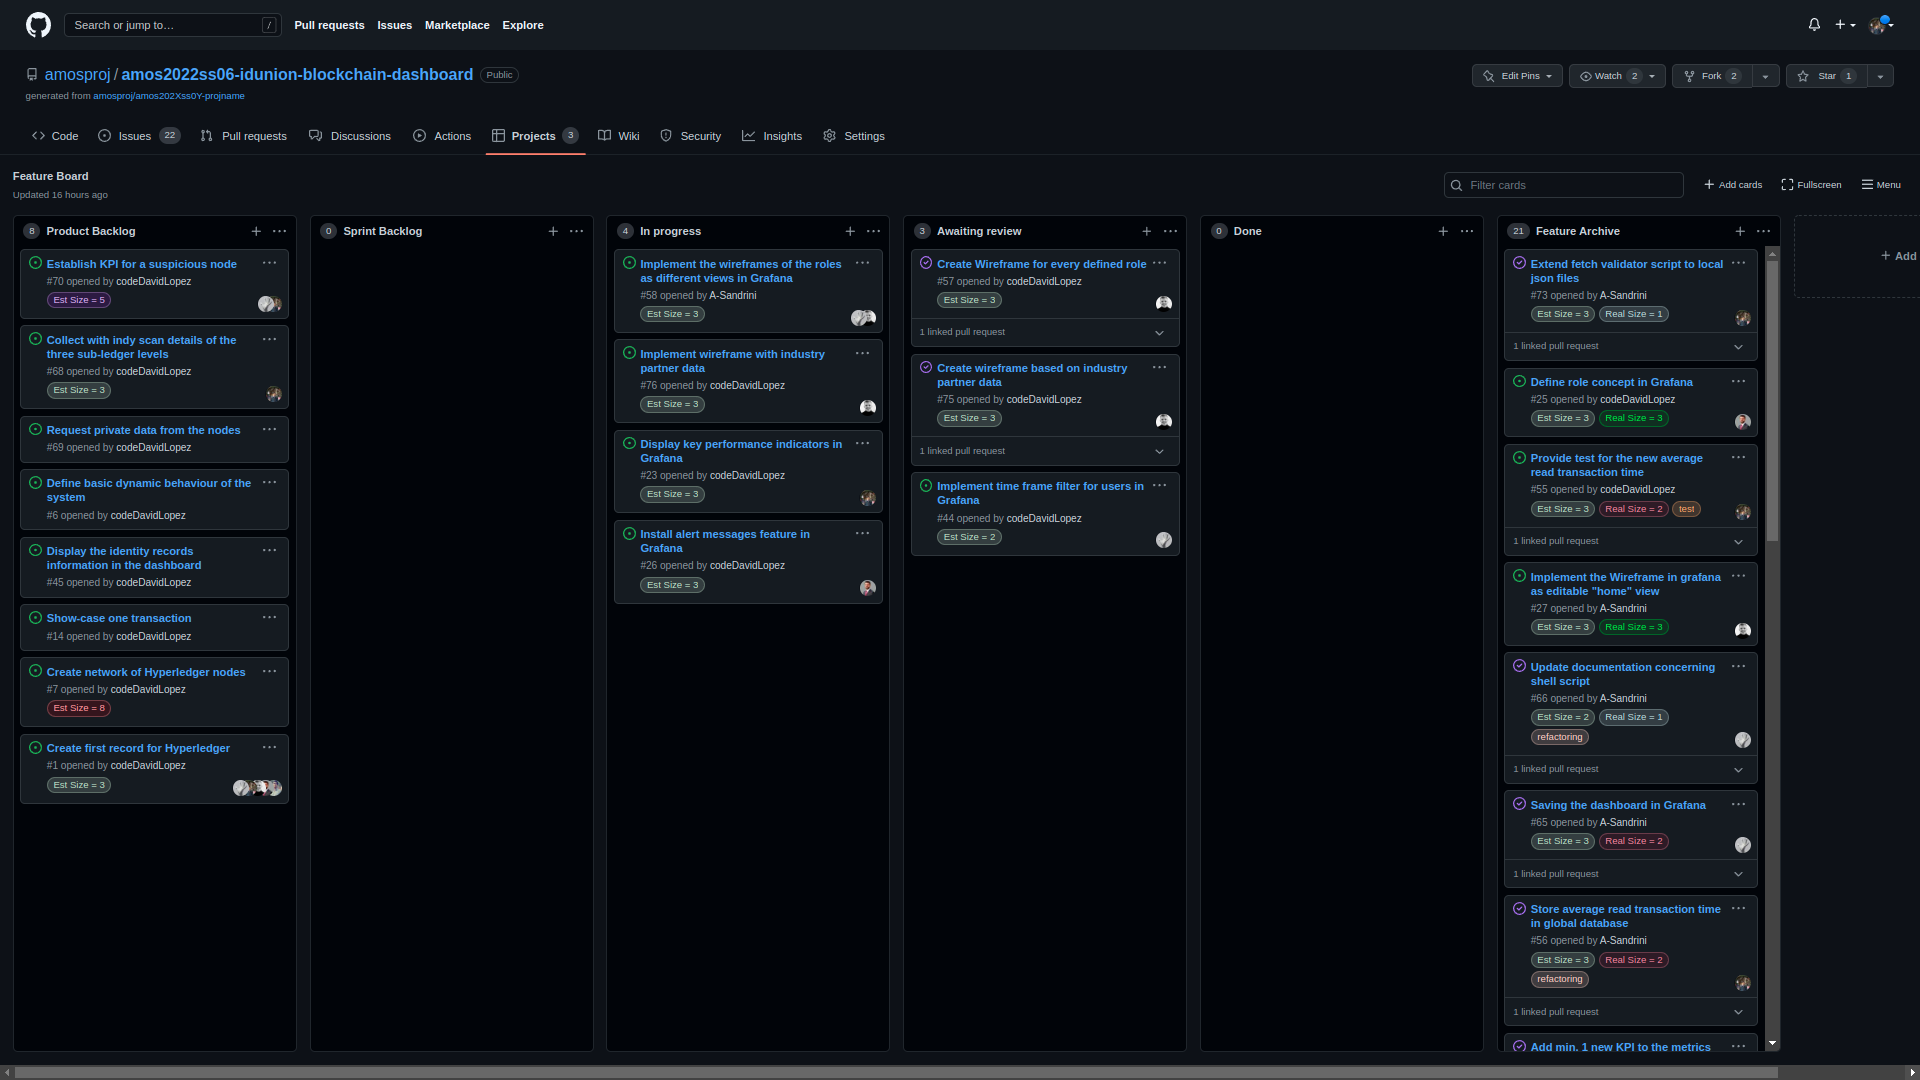 Search or jump to…
/
Pull requests
Issues
Marketplace
Explore
amosproj / amos2022ss06-idunion-blockchain-dashboard
Public
generated from amosproj/amos202Xss0Y-projname
Edit Pins
Watch 2
Fork 2
Star 1
Code
Issues 22
Pull requests
Discussions
Actions
Projects 3
Wiki
Security
Insights
Settings
Feature Board
Updated 16 hours ago
Filter cards
Add cards
Fullscreen
Menu
8 Product Backlog
Establish KPI for a suspicious node
#70 opened by codeDavidLopez
Est Size = 5
Collect with indy scan details of the
three sub-ledger levels
#68 opened by codeDavidLopez
Est Size = 3
Request private data from the nodes
#69 opened by codeDavidLopez
Define basic dynamic behaviour of the
system
#6 opened by codeDavidLopez
Display the identity records
information in the dashboard
#45 opened by codeDavidLopez
Show-case one transaction
#14 opened by codeDavidLopez
Create network of Hyperledger nodes
#7 opened by codeDavidLopez
Est Size = 8
Create first record for Hyperledger
#1 opened by codeDavidLopez
Est Size = 3
0 Sprint Backlog
4 In progress
Implement the wireframes of the roles
as different views in Grafana
#58 opened by A-Sandrini
Est Size = 3
Implement wireframe with industry
partner data
#76 opened by codeDavidLopez
Est Size = 3
Display key performance indicators in
Grafana
#23 opened by codeDavidLopez
Est Size = 3
Install alert messages feature in
Grafana
#26 opened by codeDavidLopez
Est Size = 3
3 Awaiting review
Create Wireframe for every defined role
#57 opened by codeDavidLopez
Est Size = 3
1 linked pull request
Create wireframe based on industry
partner data
#75 opened by codeDavidLopez
Est Size = 3
1 linked pull request
Implement time frame filter for users in
Grafana
#44 opened by codeDavidLopez
Est Size = 2
0 Done
21 Feature Archive
Extend fetch validator script to local
json files
#73 opened by A-Sandrini
Est Size = 3 Real Size = 1
1 linked pull request
Define role concept in Grafana
#25 opened by codeDavidLopez
Est Size = 3 Real Size = 3
Provide test for the new average
read transaction time
#55 opened by codeDavidLopez
Est Size = 3 Real Size = 2 test
1 linked pull request
Implement the Wireframe in grafana
as editable "home" view
#27 opened by A-Sandrini
Est Size = 3 Real Size = 3
Update documentation concerning
shell script
#66 opened by A-Sandrini
Est Size = 2 Real Size = 1
refactoring
1 linked pull request
Saving the dashboard in Grafana
#65 opened by A-Sandrini
Est Size = 3 Real Size = 2
1 linked pull request
Store average read transaction time
in global database
#56 opened by A-Sandrini
Est Size = 3 Real Size = 2
refactoring
1 linked pull request
Add min. 1 new KPI to the metrics
Add